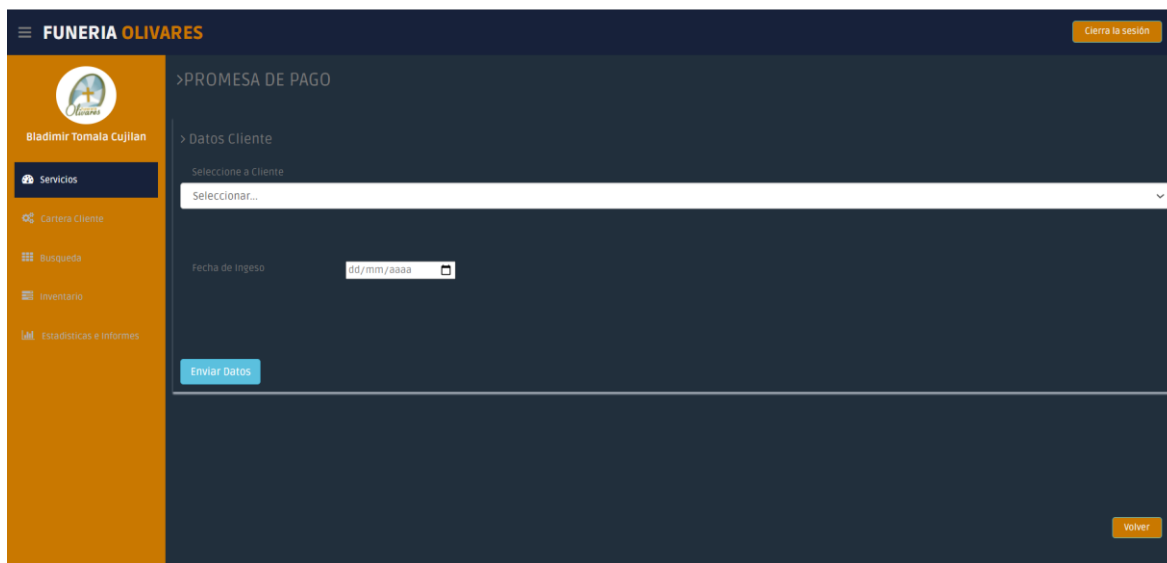 FUNERIA OLIVARES
Cierra la sesión
Olivares
Bladimir Tomala Cujilan
Servicios
Cartera Cliente
Busqueda
Inventario
Estadisticas e Informes
>PROMESA DE PAGO
> Datos Cliente
Seleccione a Cliente
Seleccionar...
Fecha de Ingeso
dd/mm/aaaa
Enviar Datos
Volver